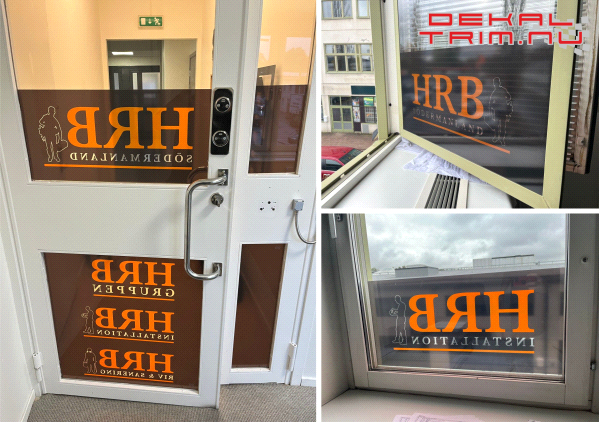 HRB
SÖDERMANLAND
HRB
GRUPPEN
HRB
INSTALLATION
HRB
RIV & SANERING
DEKAL
TRIM.NU
HRB
SÖDERMANLAND
HRB
INSTALLATION